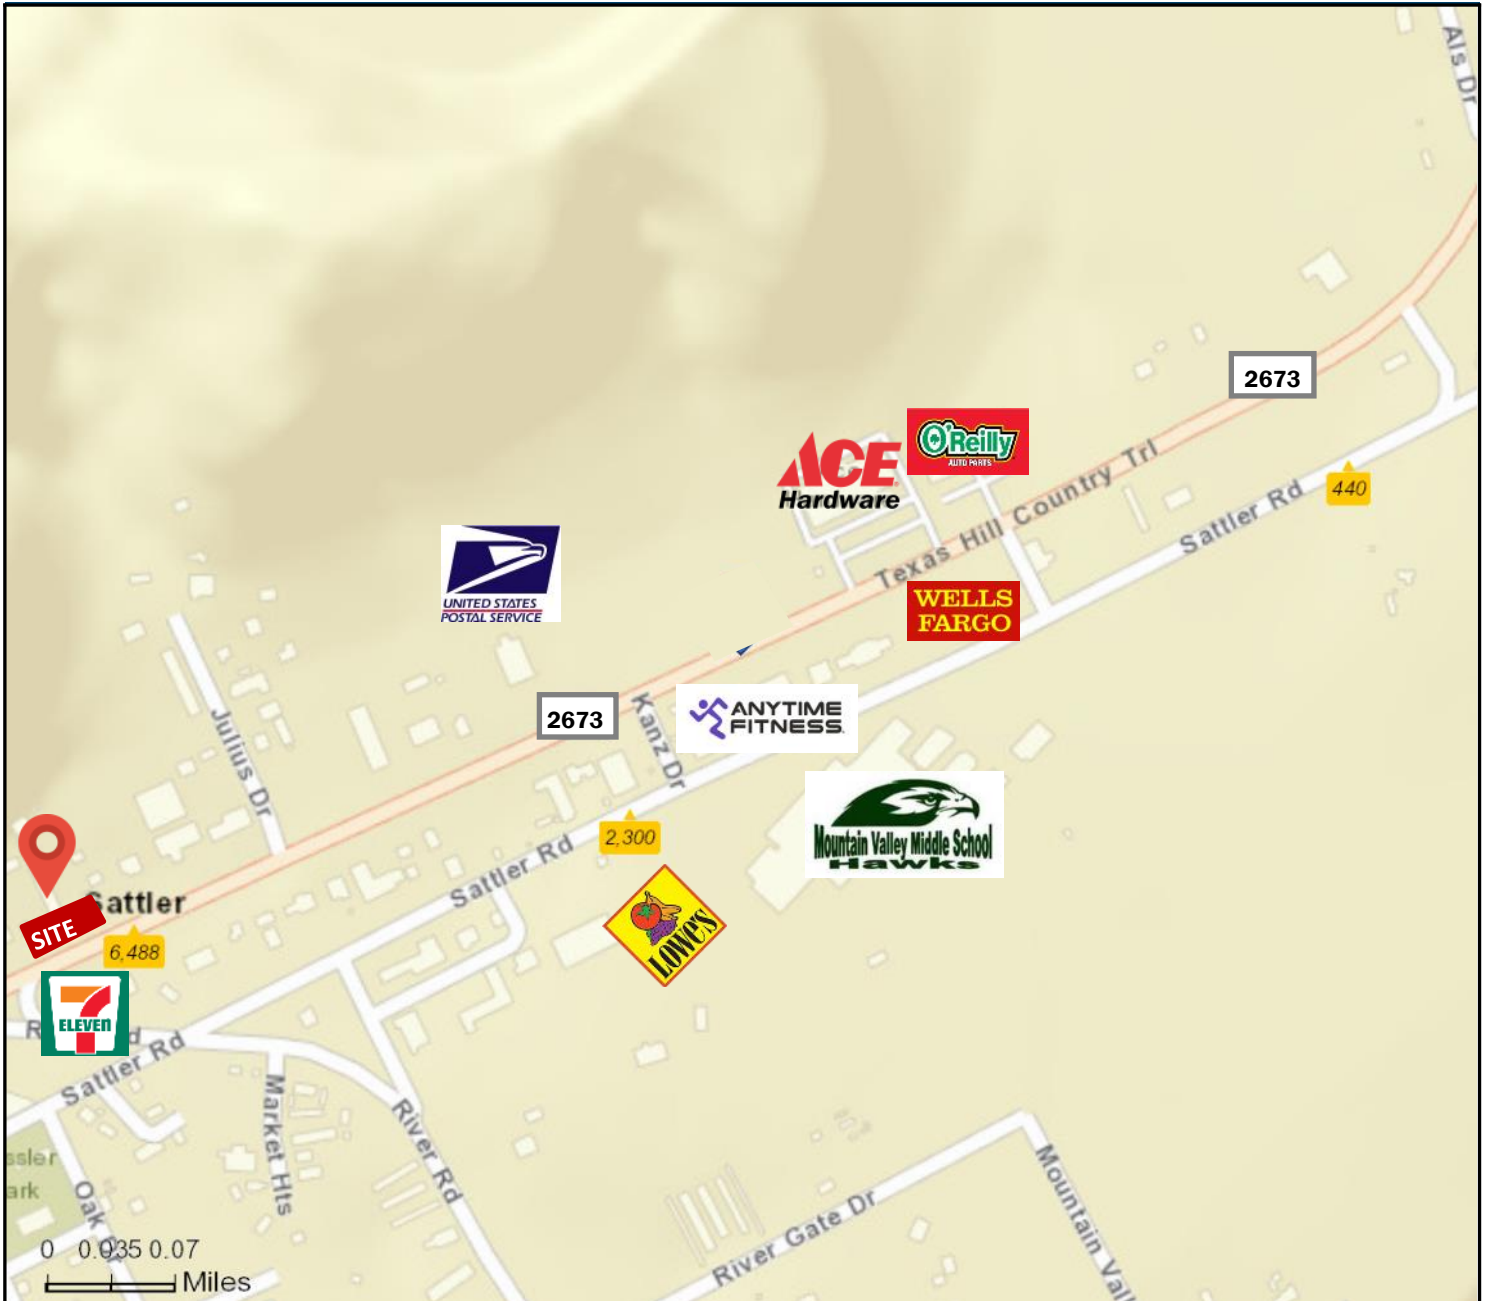 Als Dr
2673
O'Reilly
AUTO PARTS
ACE
Hardware
Texas Hill Country Trl
440
Sattler Rd
UNITED STATES
POSTAL SERVICE
WELLS
FARGO
2673
Kanz Dr
ANYTIME
FITNESS
Julius Dr
Mountain Valley Middle School
Hawks
2,300
Sattler Rd
Sattler
SITE
6,488
LOWE'S
7
ELEVEn
Sattler Rd
Market Hts
River Rd
Oak
River Gate Dr
Mountain Val
ssler
ark
0 0.035 0.07
Miles